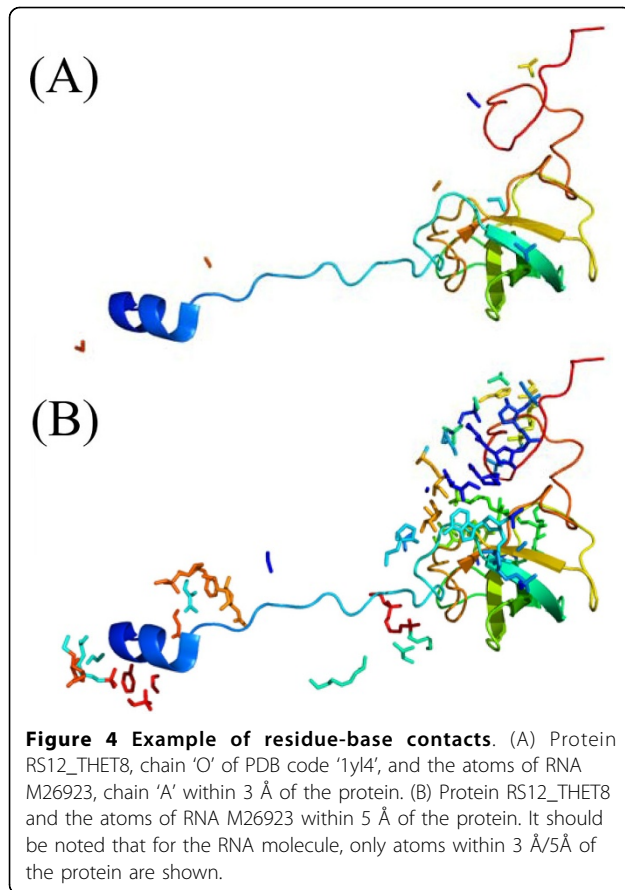 (A)
(B)
Figure 4 Example of residue-base contacts. (A) Protein
RS12_THET8, chain ‘O’ of PDB code ‘1yl4’, and the atoms of RNA
M26923, chain ‘A’ within 3 Å of the protein. (B) Protein RS12_THET8
and the atoms of RNA M26923 within 5 Å of the protein. It should
be noted that for the RNA molecule, only atoms within 3 Å/5Å of
the protein are shown.